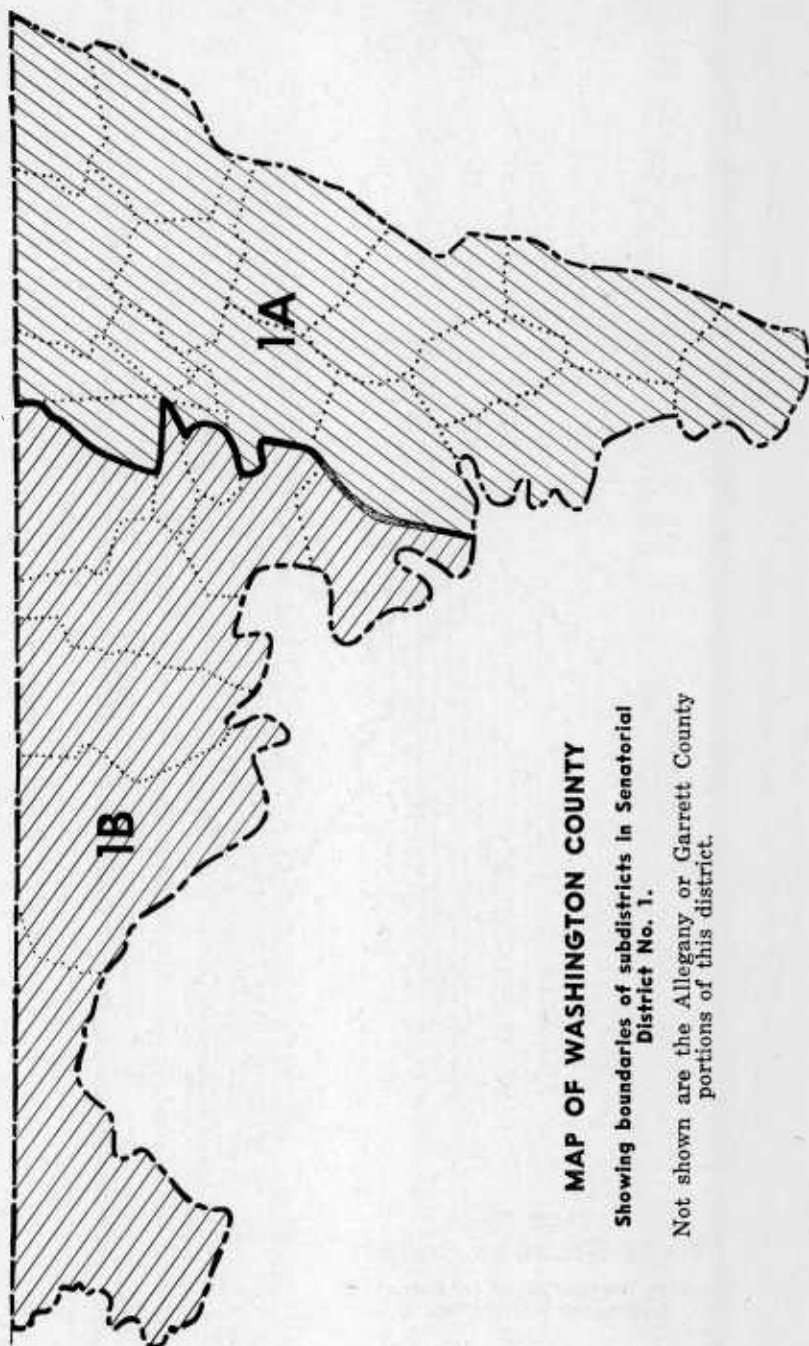 1A
1B
MAP OF WASHINGTON COUNTY
Showing boundaries of subdistricts in Senatorial
District No. 1.
Not shown are the Allegany or Garrett County
portions of this district.